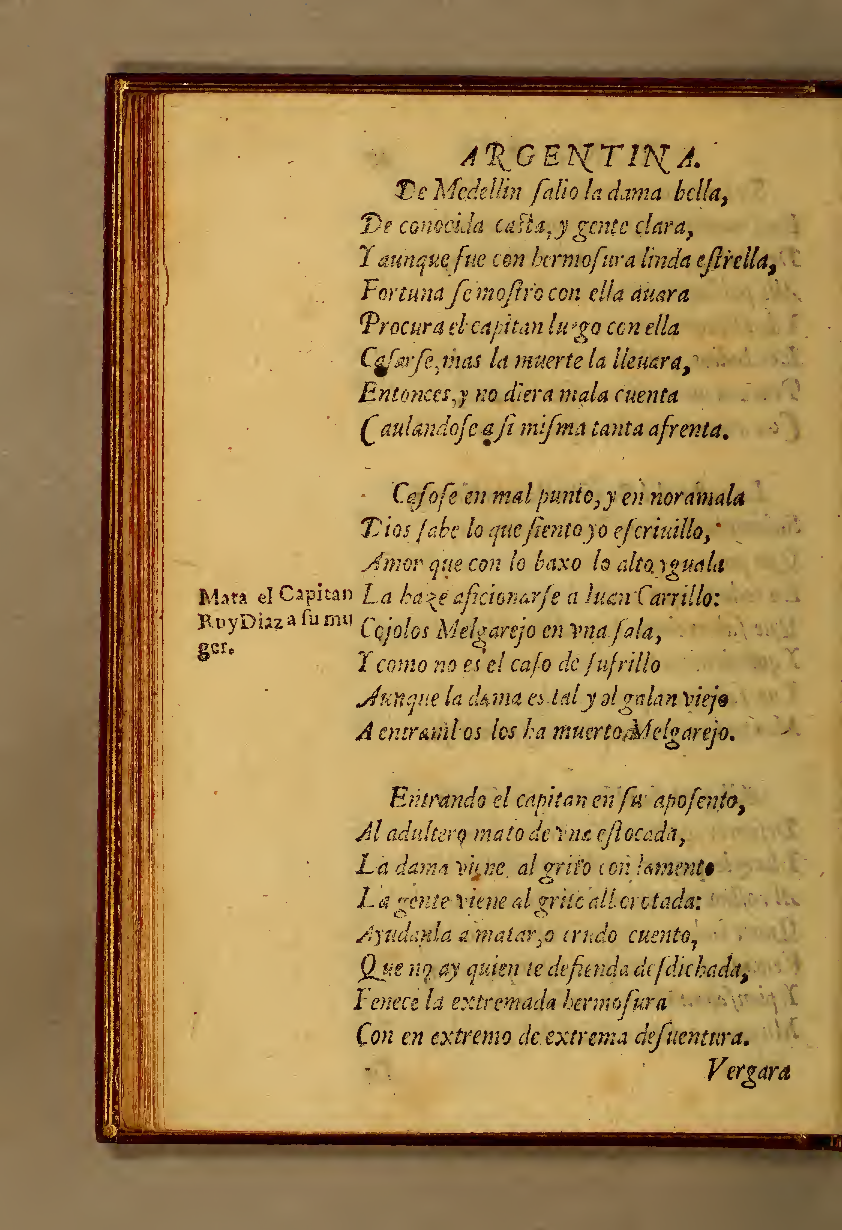 ARGENTINA.
De Medellin ſalio la dama bella,
De conocida caſta, y gente clara,
Y aunque fue con hermoſura linda eſtrella,
Fortuna ſe moſtro con ella auara
Procura el capitan luego con ella
Caſarſe, mas la muerte la lleuara,
Entonces, y no diera mala cuenta
Cauſandoſe aſi miſma tanta afrenta.
Caſoſe en mal punto, y en noramala
Dios ſabe lo que ſiento yo eſcriuillo,
Amor que con lo baxo lo alto yguala
La haze aficionarſe a Iuan Carrillo:
Mata el Capitan
Ruy Diaz a ſu mu
ger.
Cojolos Melgarejo en vna ſala,
Y como no es el caſo de ſufrillo
Aunque la dama es tal y al galan viejo
A entrambos los ha muerto Melgarejo.
Entrando el capitan en ſu apoſento,
Al adultero mato de vna eſtocada,
La dama viene al grito con lamento
La gente viene al grito alborotada:
Ayudanla a matar, o crudo cuento,
Que no ay quien te defienda deſdichada,
Fenece la extremada hermoſura
Con en extremo de extrema deſuentura.
Vergara